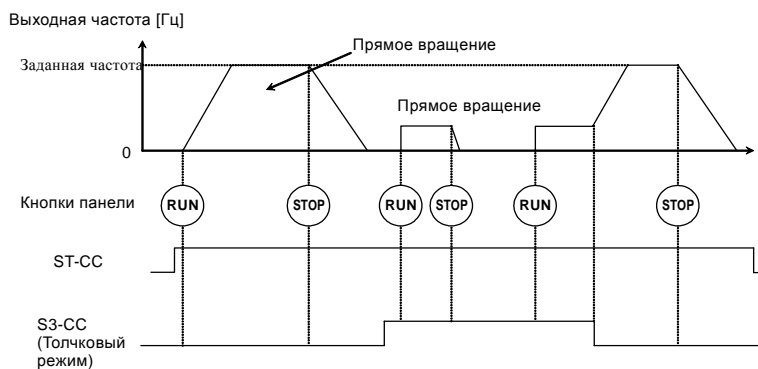 Выходная частота [Гц]
Прямое вращение
Заданная частота
Прямое вращение
0
Кнопки панели RUN STOP RUN STOP RUN STOP
ST-CC
S3-CC
(Толчковый
режим)